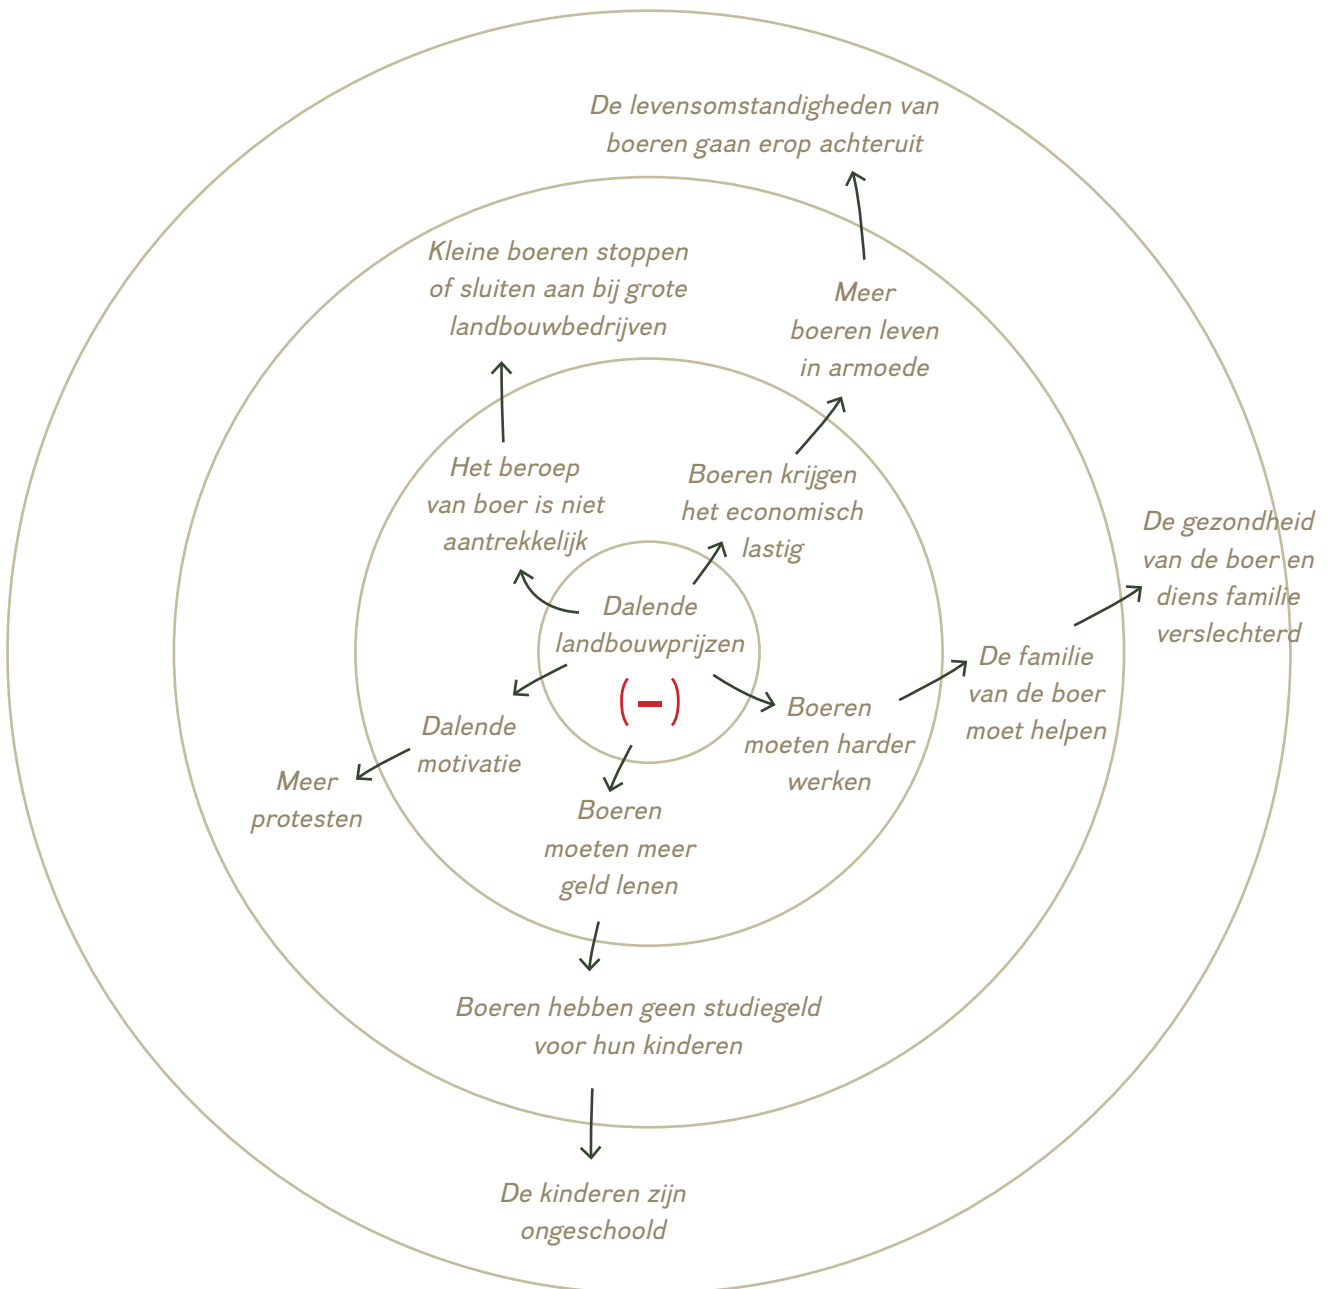 De levensomstandigheden van
boeren gaan erop achteruit
Kleine boeren stoppen
of sluiten aan bij grote
landbouwbedrijven
Meer
boeren leven
in armoede
Het beroep
van boer is niet
aantrekkelijk
Boeren krijgen
het economisch
lastig
De gezondheid
van de boer en
diens familie
verslechterd
Dalende
landbouwprijzen
(-)
De familie
van de boer
moet helpen
Boeren
moeten harder
werken
Dalende
motivatie
Meer
protesten
Boeren
moeten meer
geld lenen
Boeren hebben geen studiegeld
voor hun kinderen
De kinderen zijn
ongeschoold